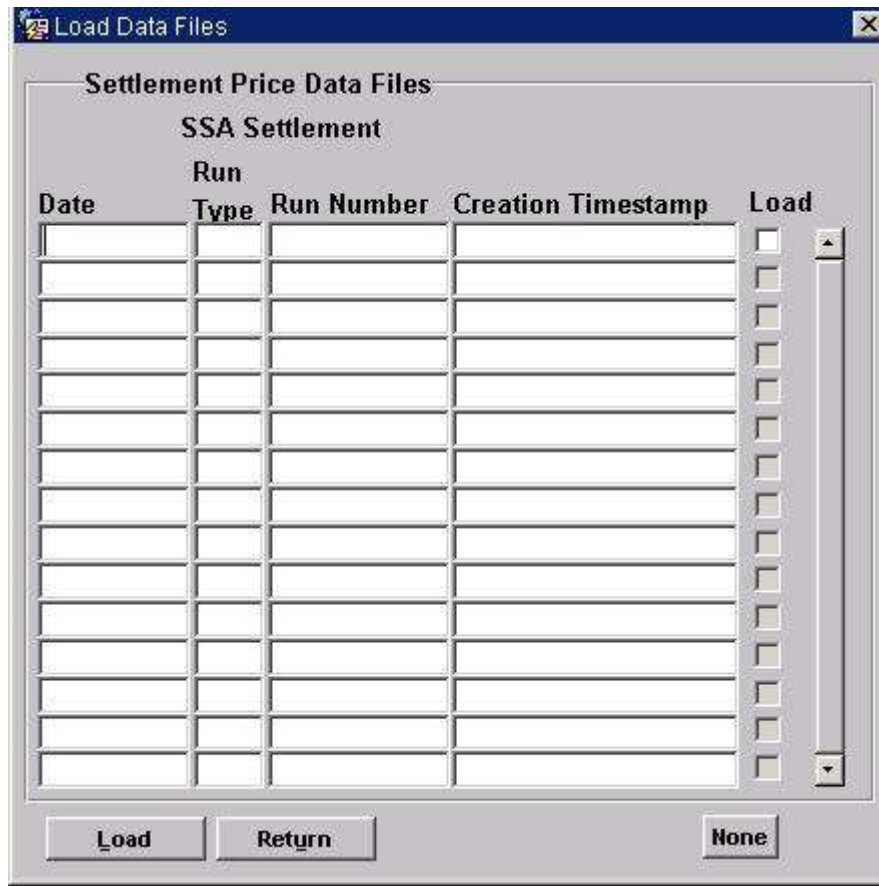 Load Data Files
Settlement Price Data Files
SSA Settlement
Run
Date Type Run Number Creation Timestamp Load
Load Return None